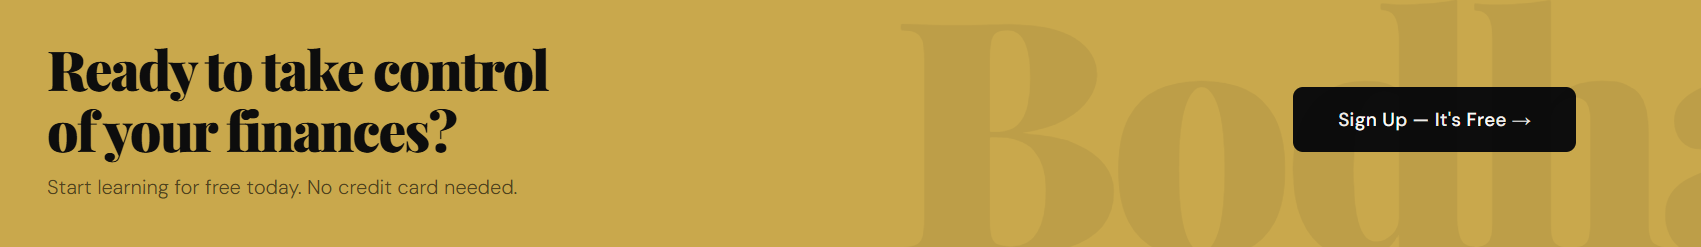 Ready to take control
of your finances?
Start learning for free today. No credit card needed.
Bodha
Sign Up — It's Free →